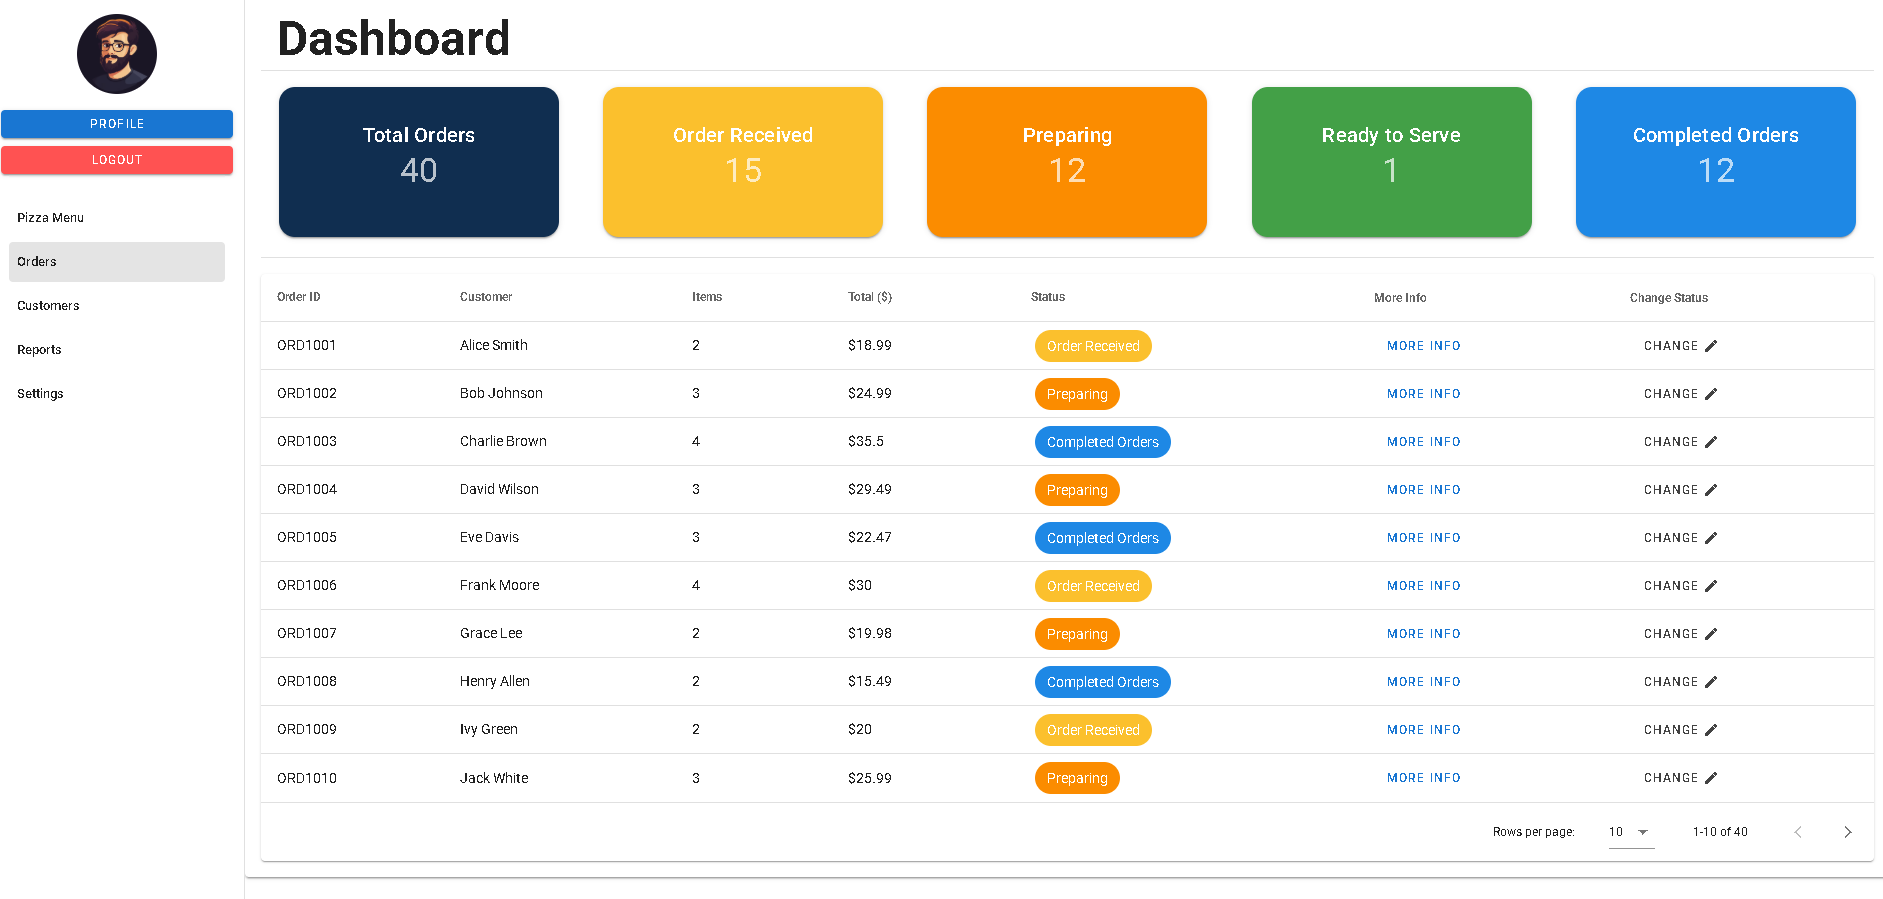 Dashboard
PROFILE
LOGOUT
Pizza Menu
Orders
Customers
Reports
Settings
Total Orders
40
Order Received
15
Preparing
12
Ready to Serve
1
Completed Orders
12
Order ID Customer Items Total ($) Status More Info Change Status
ORD1001 Alice Smith 2 $18.99 Order Received MORE INFO CHANGE
ORD1002 Bob Johnson 3 $24.99 Preparing MORE INFO CHANGE
ORD1003 Charlie Brown 4 $35.5 Completed Orders MORE INFO CHANGE
ORD1004 David Wilson 3 $29.49 Preparing MORE INFO CHANGE
ORD1005 Eve Davis 3 $22.47 Completed Orders MORE INFO CHANGE
ORD1006 Frank Moore 4 $30 Order Received MORE INFO CHANGE
ORD1007 Grace Lee 2 $19.98 Preparing MORE INFO CHANGE
ORD1008 Henry Allen 2 $15.49 Completed Orders MORE INFO CHANGE
ORD1009 Ivy Green 2 $20 Order Received MORE INFO CHANGE
ORD1010 Jack White 3 $25.99 Preparing MORE INFO CHANGE
Rows per page: 10 1-10 of 40